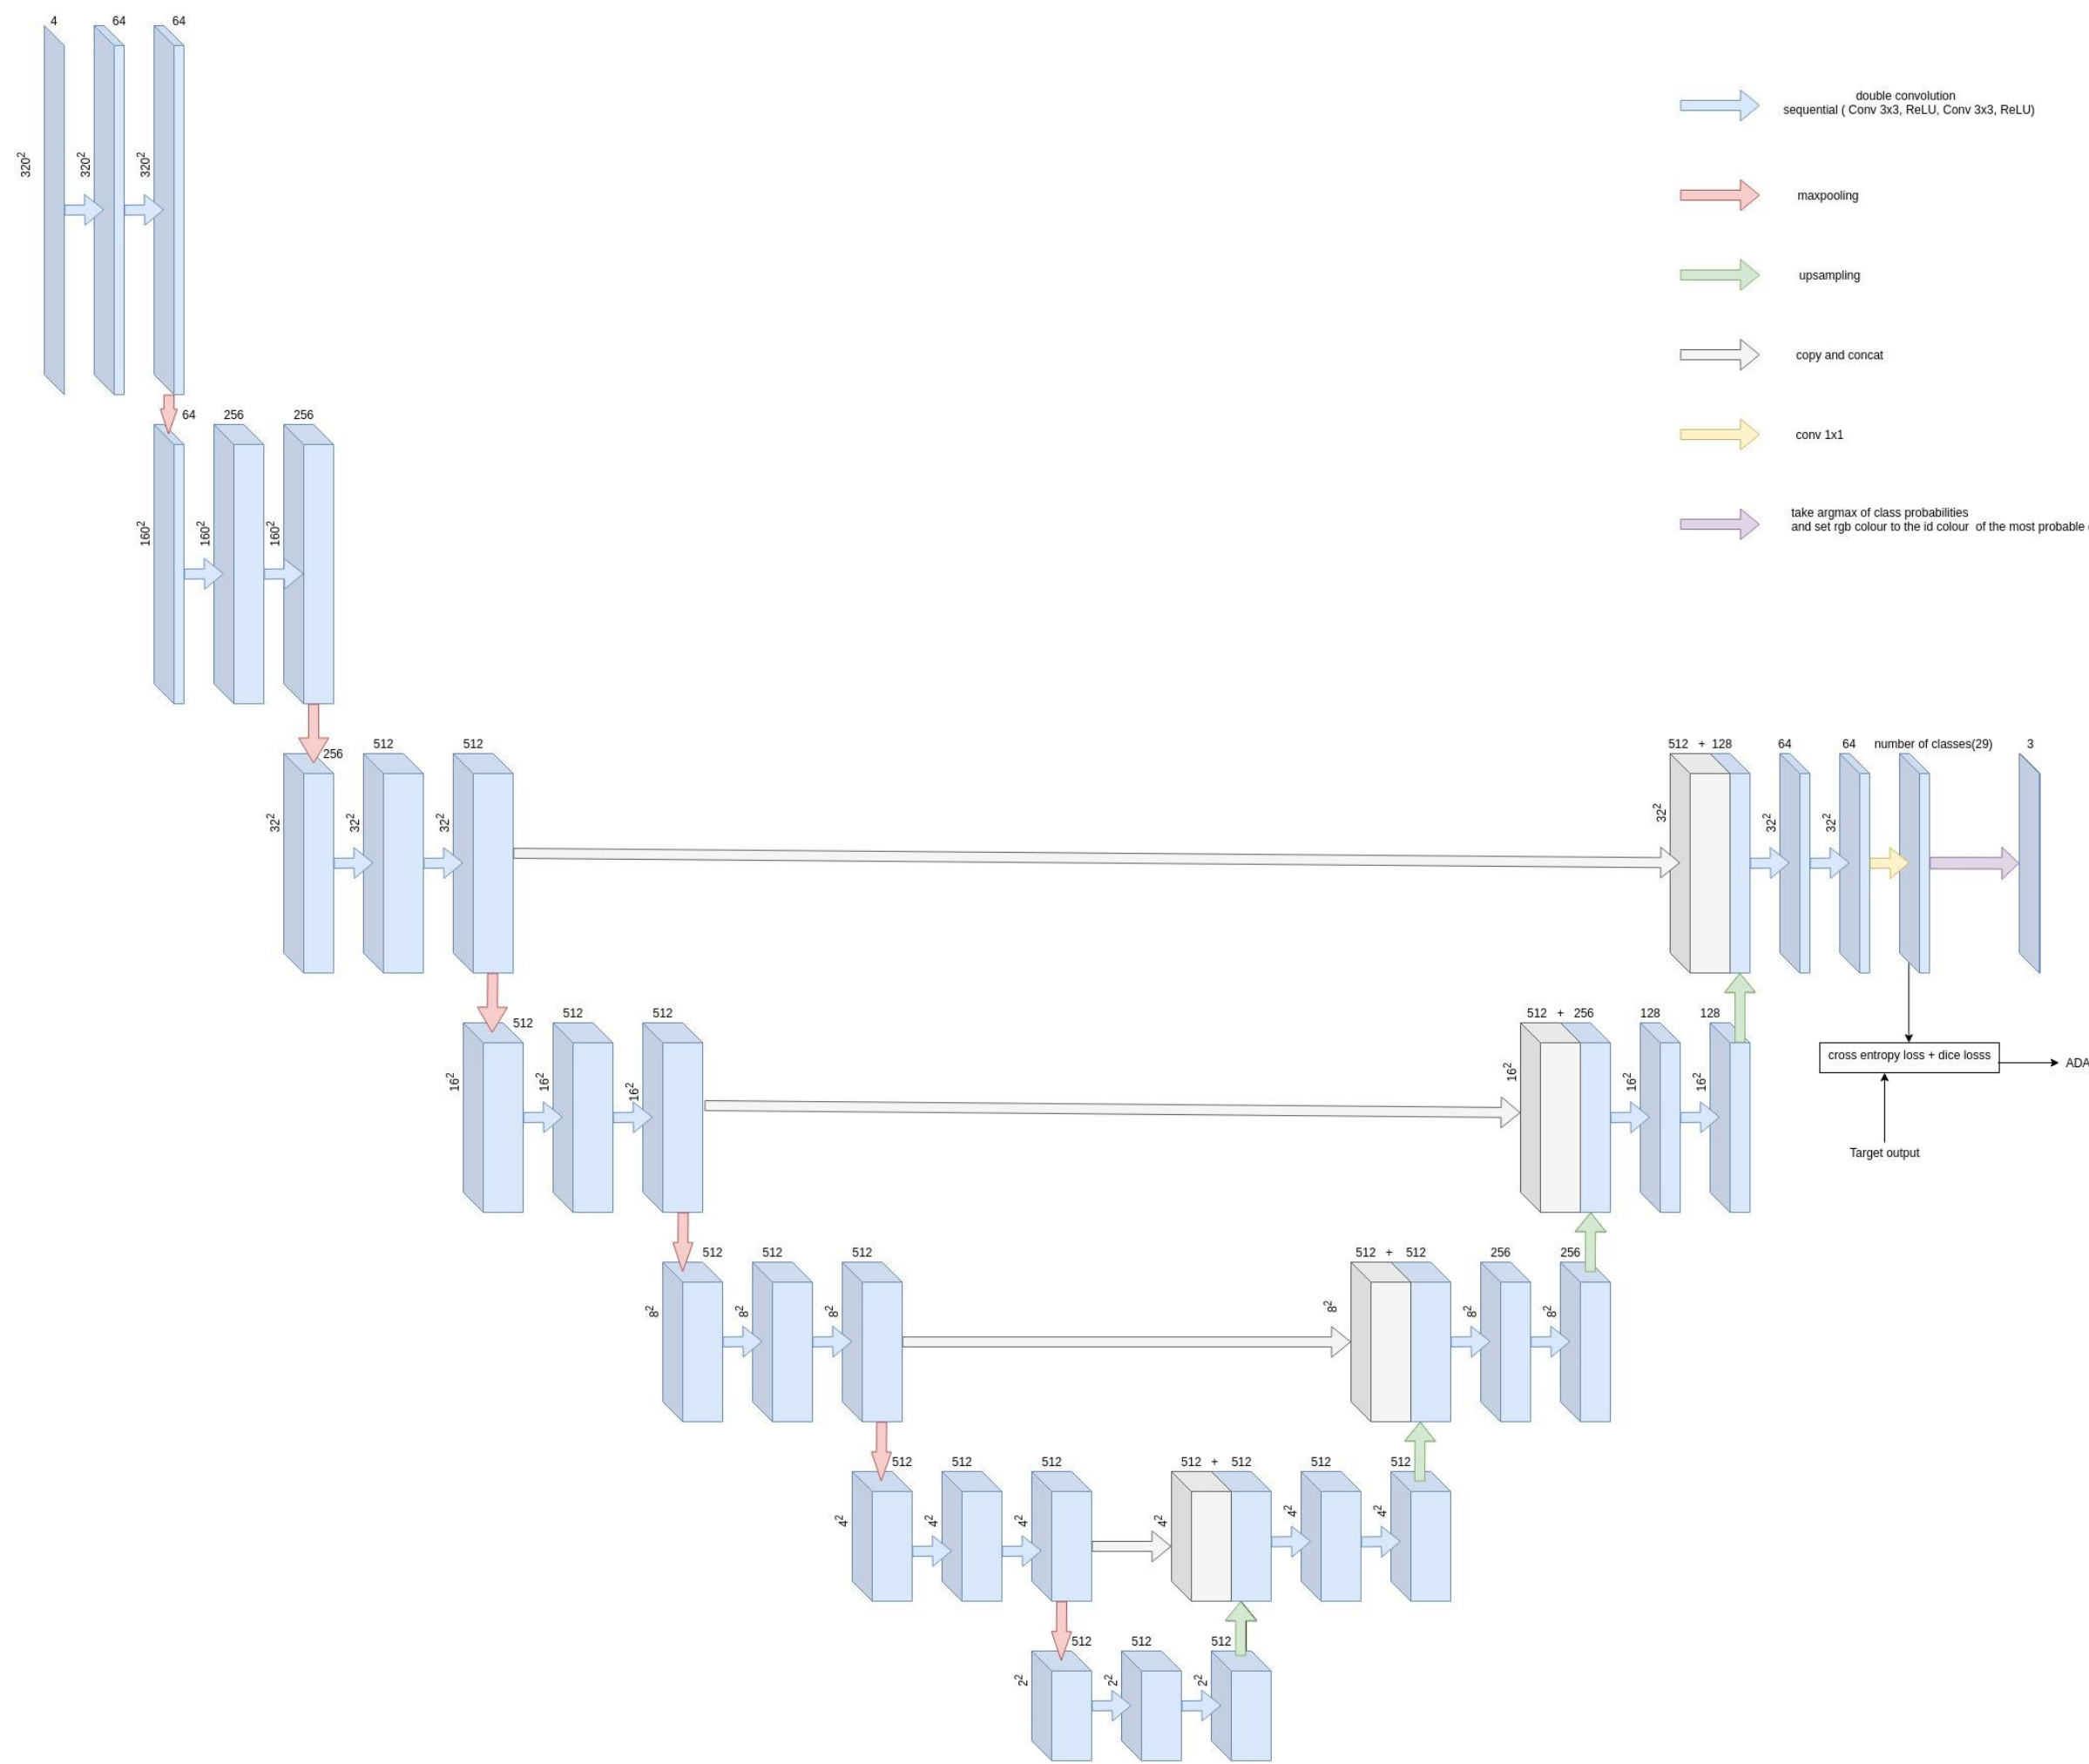 4 64 64
320² 320² 320²
double convolution
sequential ( Conv 3x3, ReLU, Conv 3x3, ReLU)
maxpooling
upsampling
copy and concat
64 256 256
conv 1x1
160² 160² 160²
take argmax of class probabilities
and set rgb colour to the id colour of the most probable
256 512 512
512 + 128 64 64 number of classes(29) 3
32² 32² 32²
32² 32² 32²
512 512 512
512 + 256 128 128
16² 16² 16²
16² 16² 16²
cross entropy loss + dice losss
ADA
Target output
512 512 512
512 + 512 256 256
8² 8² 8²
8² 8² 8²
512 512 512 512 + 512 512 512
4² 4² 4² 4² 4² 4²
512 512 512
2² 2² 2²